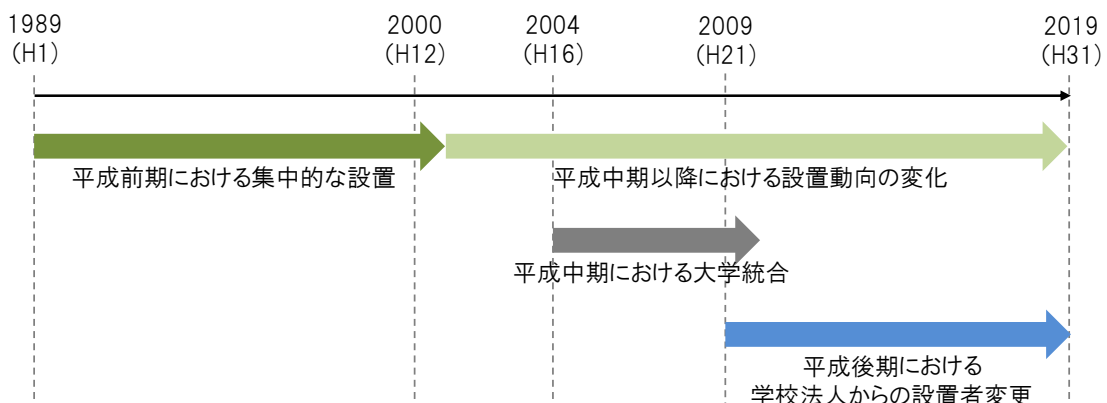 1989
(H1)
2000
(H12)
2004
(H16)
2009
(H21)
2019
(H31)
平成前期における集中的な設置
平成中期以降における設置動向の変化
平成中期における大学統合
平成後期における
学校法人からの設置者変更